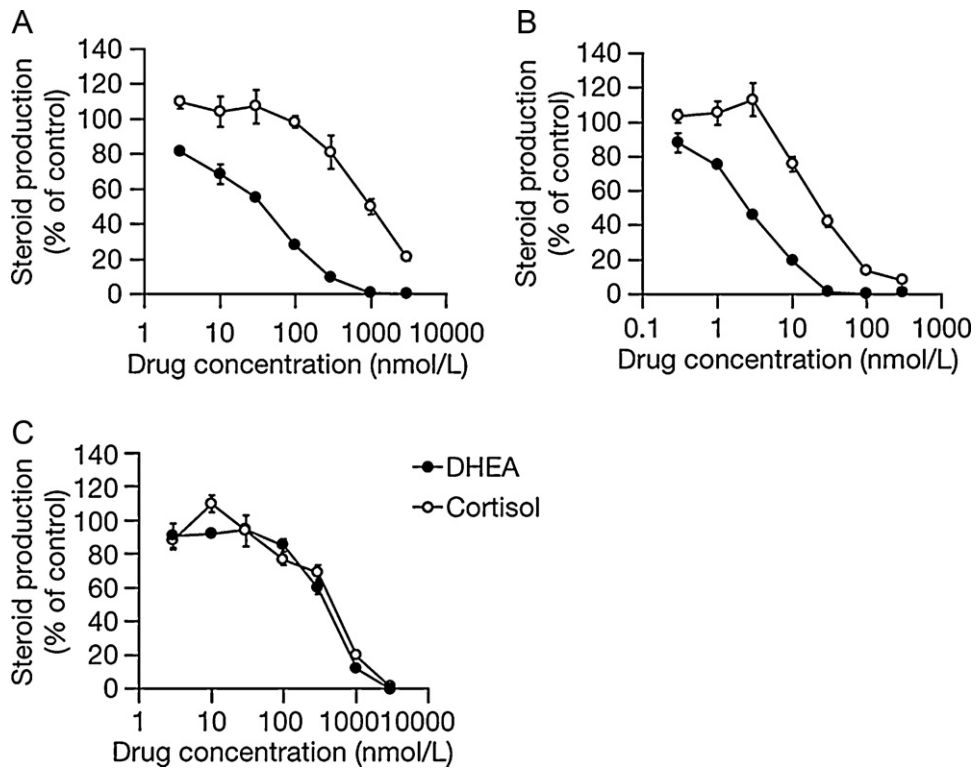 A
Steroid production
(% of control)
140
120
100
80
60
40
20
0
1 10 100 1000 10000
Drug concentration (nmol/L)
B
Steroid production
(% of control)
140
120
100
80
60
40
20
0
0.1 1 10 100 1000
Drug concentration (nmol/L)
C
Steroid production
(% of control)
140
120
100
80
60
40
20
0
1 10 100 1000 10000
Drug concentration (nmol/L)
DHEA
Cortisol